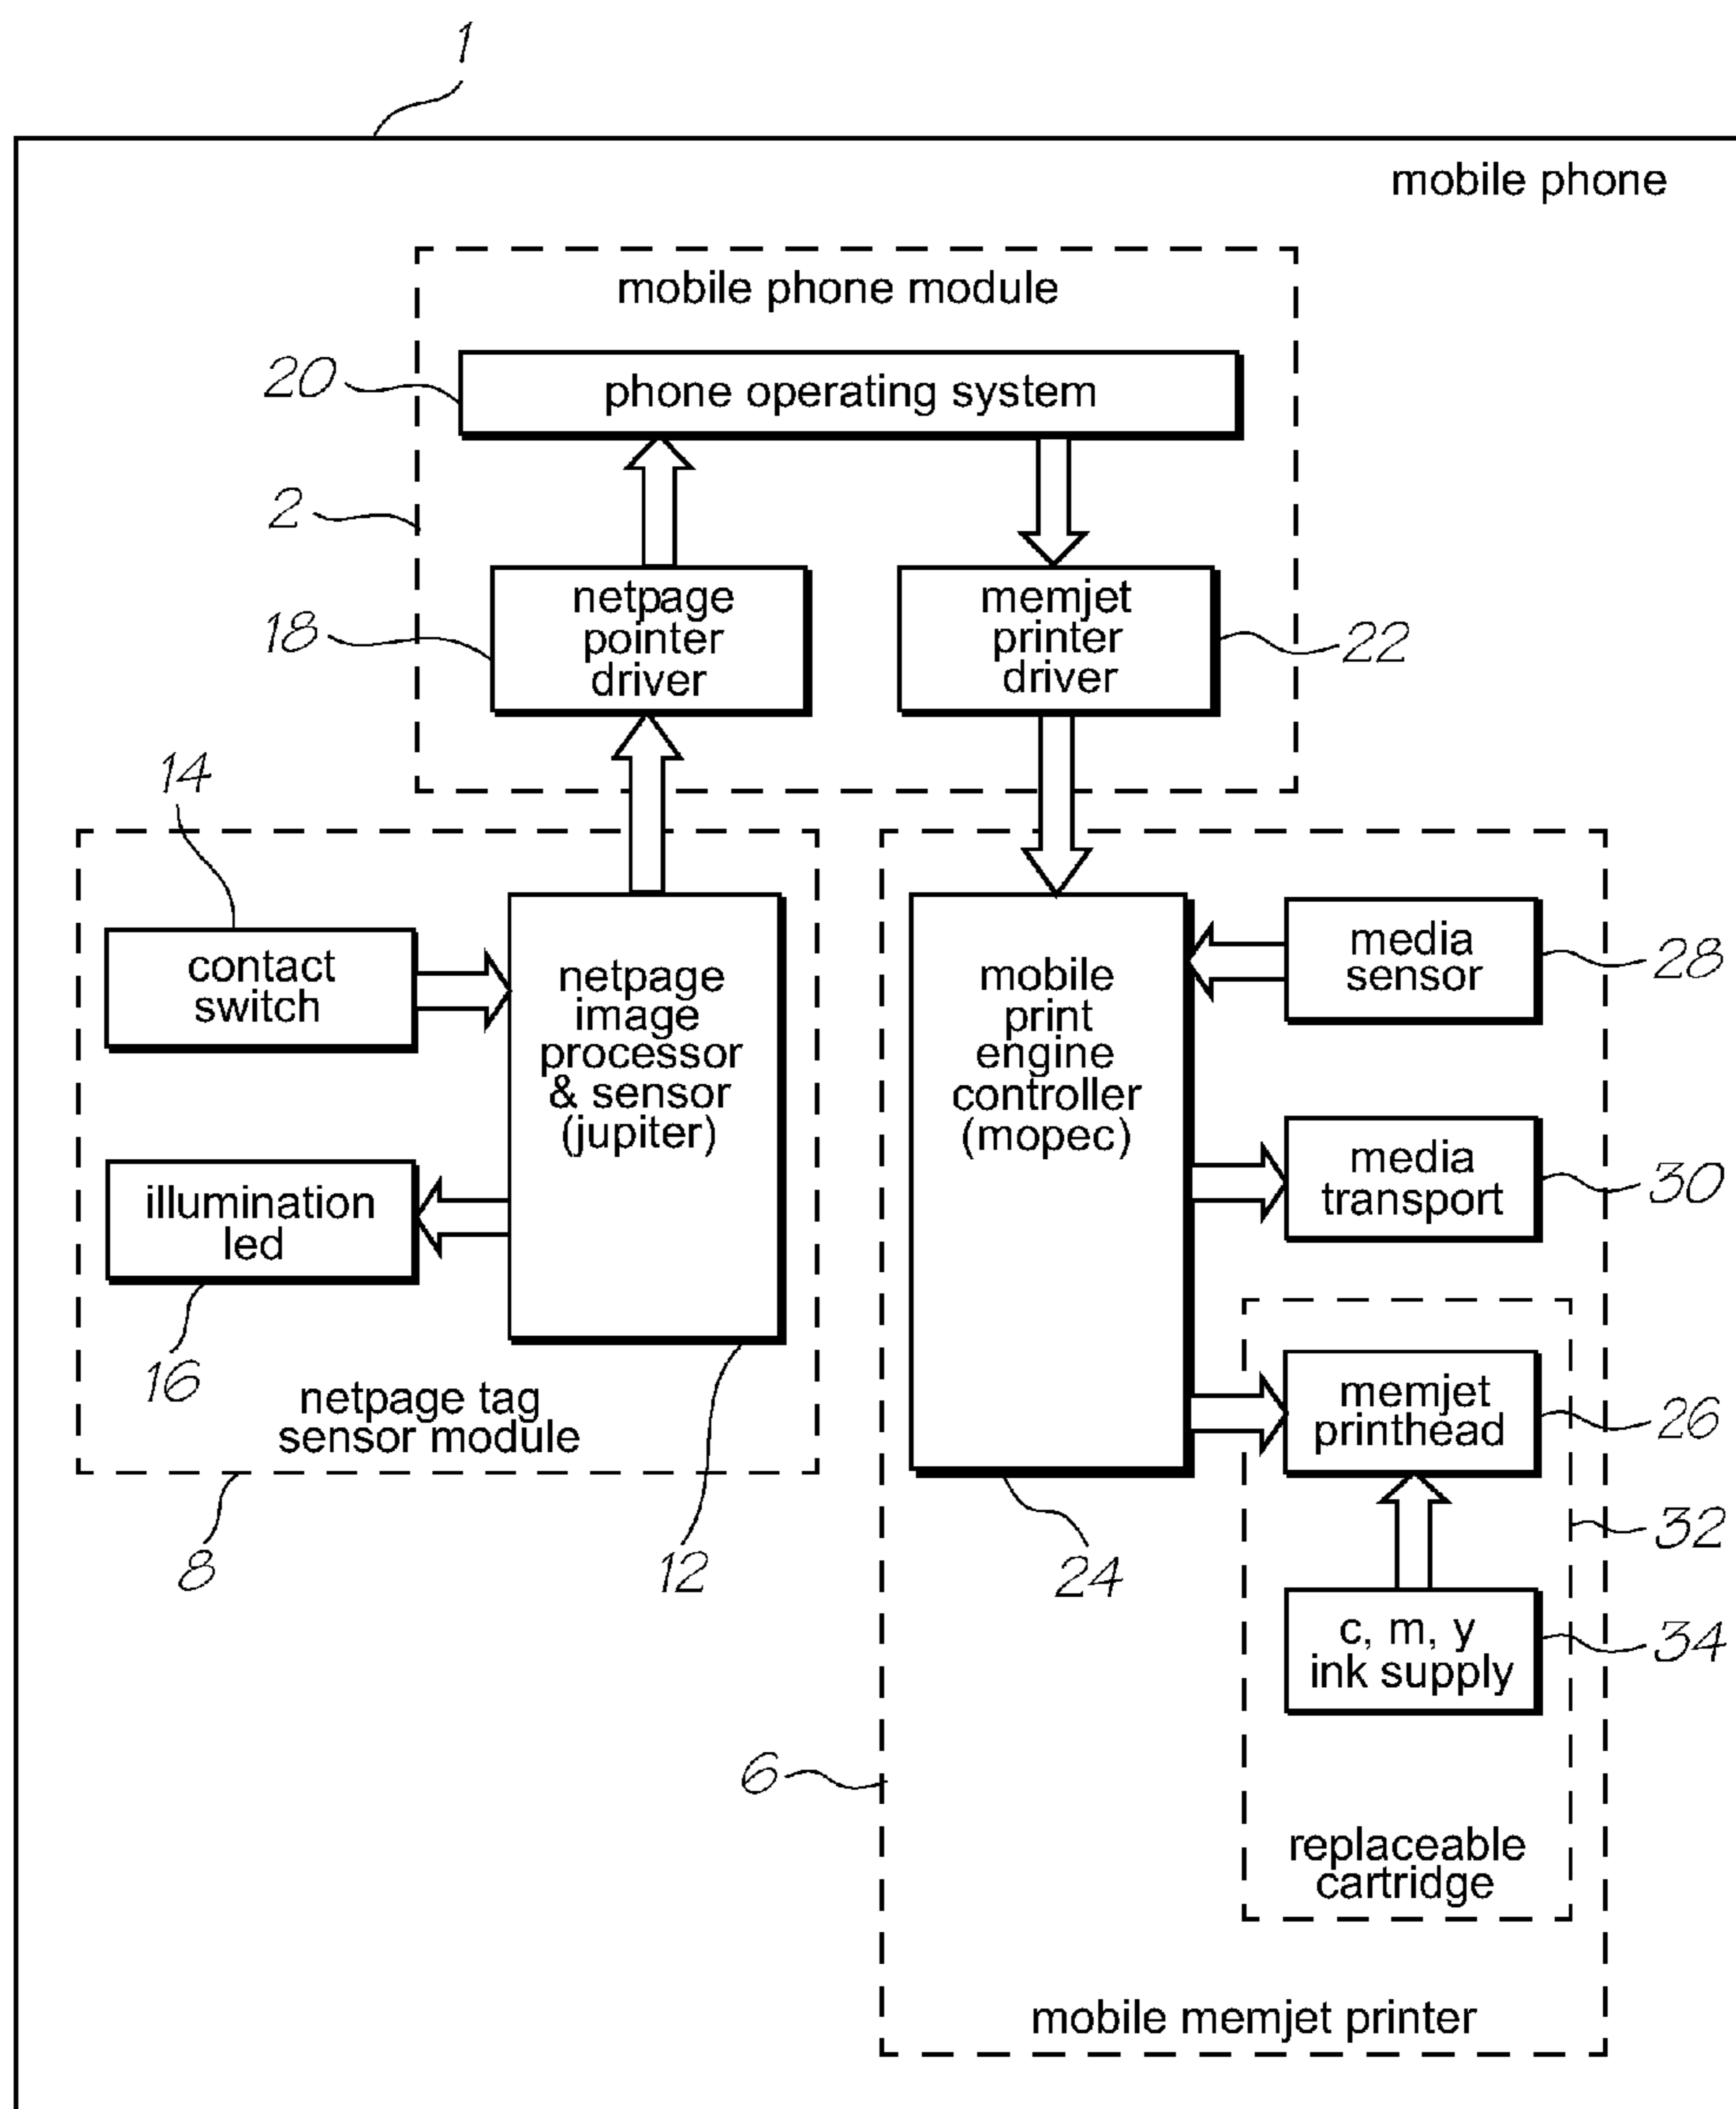 1
mobile phone
mobile phone module
20
phone operating system
2
18
netpage
pointer
driver
memjet
printer
driver
22
14
contact
switch
netpage
image
processor
& sensor
(jupiter)
illumination
led
16
netpage tag
sensor module
8
12
mobile
print
engine
controller
(mopec)
24
media
sensor
28
media
transport
30
memjet
printhead
26
32
c, m, y
ink supply
34
6
replaceable
cartridge
mobile memjet printer